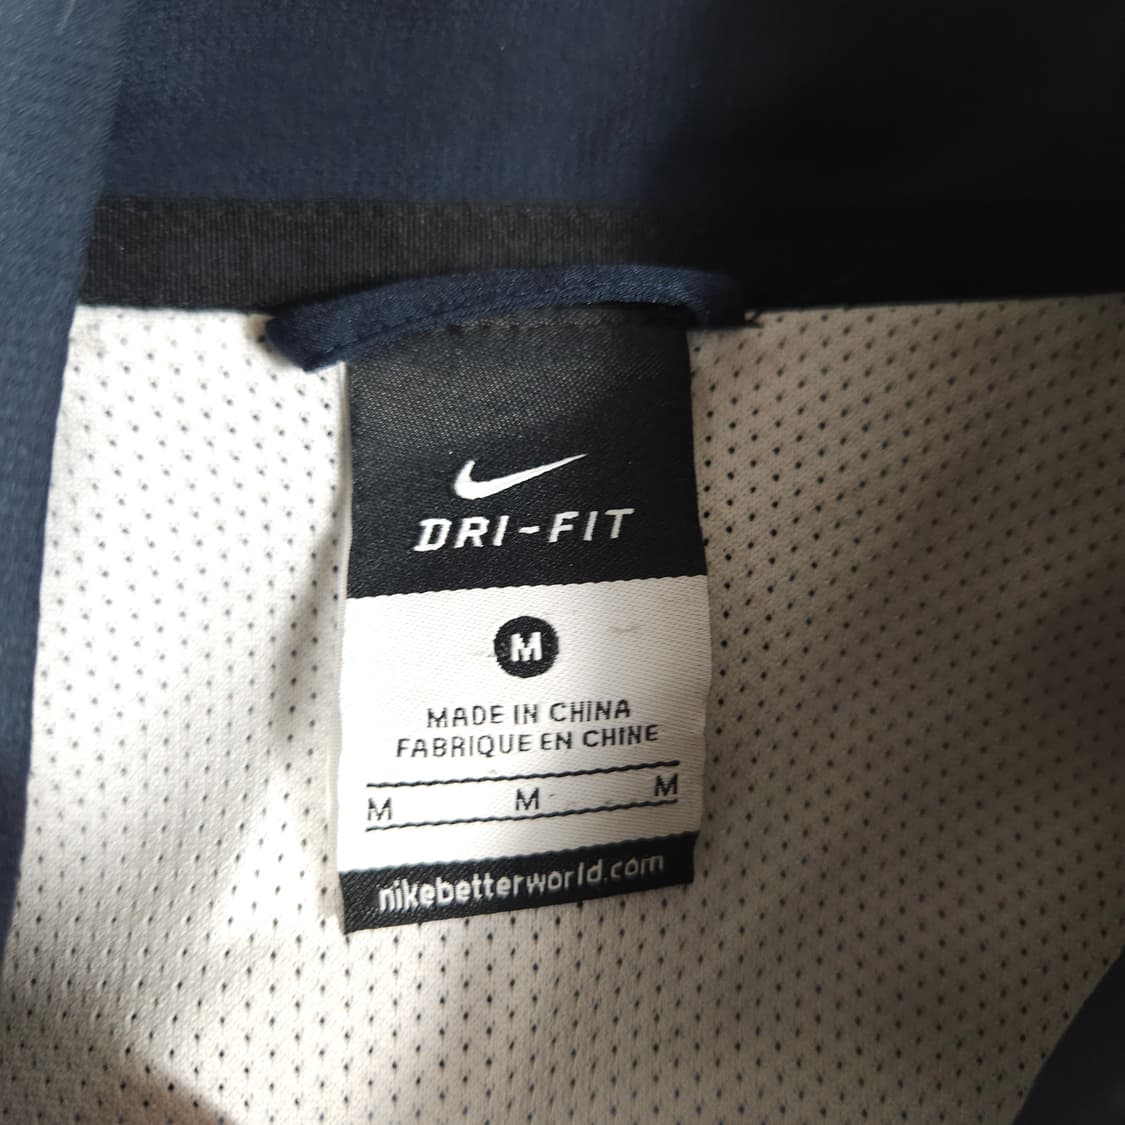 DRI-FIT
M
MADE IN CHINA
FABRIQUE EN CHINE
M M M
nikebetterworld.com